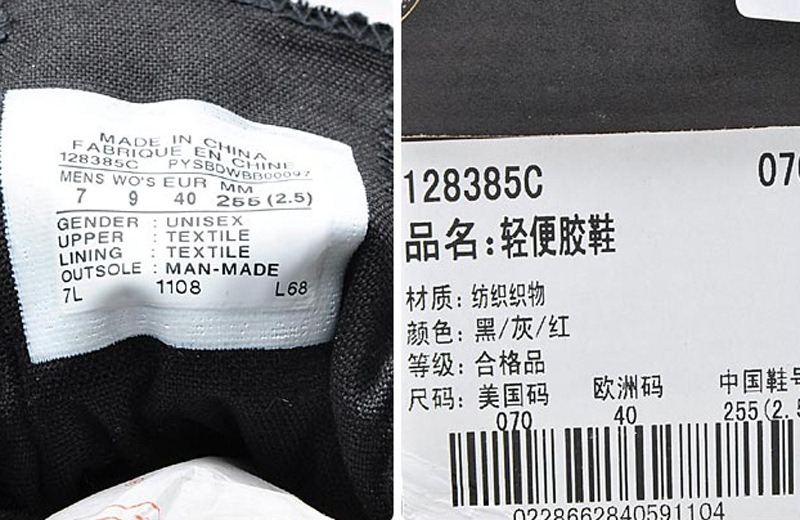 MADE IN CHINA
FABRIQUE EN CHINE
128385C PYSBDWBB00097
MENS WO'S EUR MM
7 9 40 255 (2.5)
GENDER : UNISEX
UPPER : TEXTILE
LINING : TEXTILE
OUTSOLE : MAN-MADE
7L 1108 L68
128385C 070
品名:轻便胶鞋
材质:纺织织物
颜色:黑/灰/红
等级:合格品
尺码:美国码 欧洲码 中国鞋号
070 40 255(2.5
0228662840591104